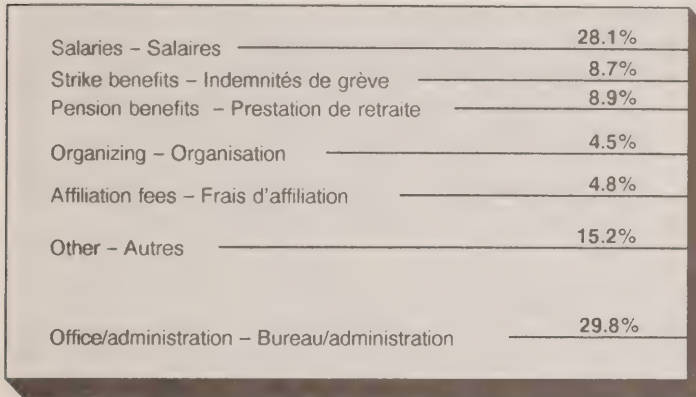 Salaries – Salaires 28.1%
Strike benefits – Indemnités de grève 8.7%
Pension benefits – Prestation de retraite 8.9%
Organizing – Organisation 4.5%
Affiliation fees – Frais d'affiliation 4.8%
Other – Autres 15.2%
Office/administration – Bureau/administration 29.8%